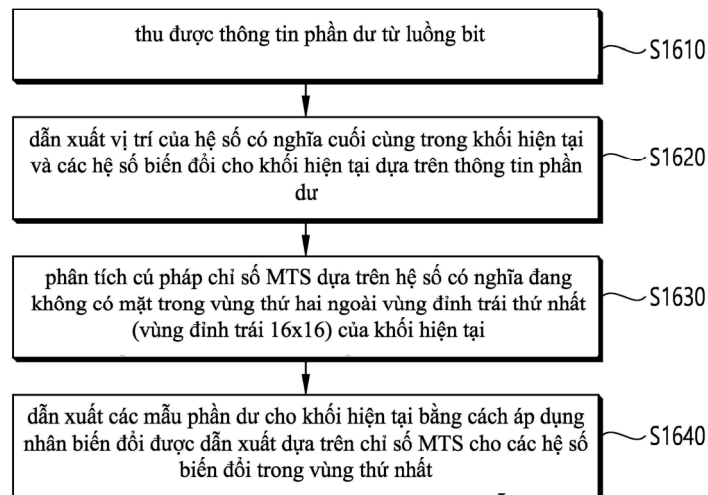 thu được thông tin phần dư từ luồng bit
S1610
dẫn xuất vị trí của hệ số có nghĩa cuối cùng trong khối hiện tại
và các hệ số biến đổi cho khối hiện tại dựa trên thông tin phần
dư
S1620
phân tích cú pháp chỉ số MTS dựa trên hệ số có nghĩa đang
không có mặt trong vùng thứ hai ngoài vùng đỉnh trái thứ nhất
(vùng đỉnh trái 16x16) của khối hiện tại
S1630
dẫn xuất các mẫu phần dư cho khối hiện tại bằng cách áp dụng
nhân biến đổi được dẫn xuất dựa trên chỉ số MTS cho các hệ số
biến đổi trong vùng thứ nhất
S1640